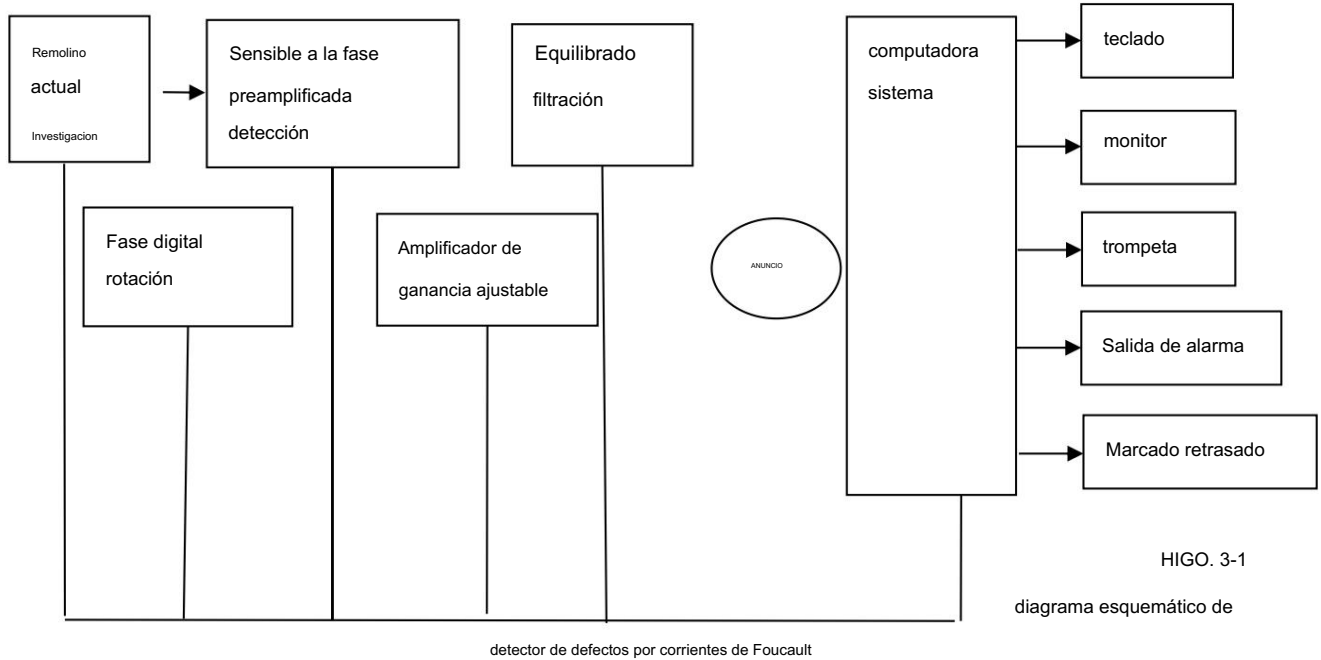 Remolino
actual
Investigacion
Sensible a la fase
preamplificada
detección
Equilibrado
filtración
computadora
sistema
teclado
monitor
trompeta
Salida de alarma
Marcado retrasado
Fase digital
rotación
Amplificador de
ganancia ajustable
ANUNCIO
HIGO. 3-1
diagrama esquemático de
detector de defectos por corrientes de Foucault